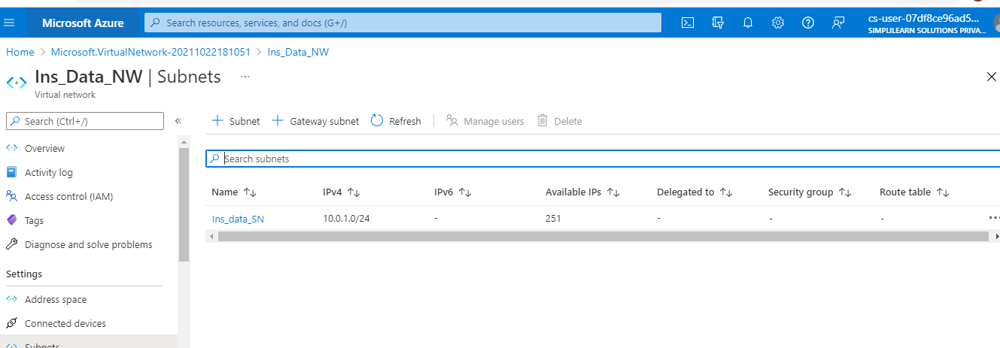 Microsoft Azure
Search resources, services, and docs (G+/)
cs-user-07df8ce96ad5...
SIMPLILEARN SOLUTIONS PRIVA...
Home > Microsoft.VirtualNetwork-20211022181051 > Ins_Data_NW
Ins_Data_NW | Subnets ...
Virtual network
Search (Ctrl+/)
Overview
Activity log
Access control (IAM)
Tags
Diagnose and solve problems
Settings
Address space
Connected devices
Subnets
+ Subnet + Gateway subnet Refresh Manage users Delete
Search subnets
Name IPv4 IPv6 Available IPs Delegated to Security group Route table
Ins_data_SN 10.0.1.0/24 - 251 - - - ...